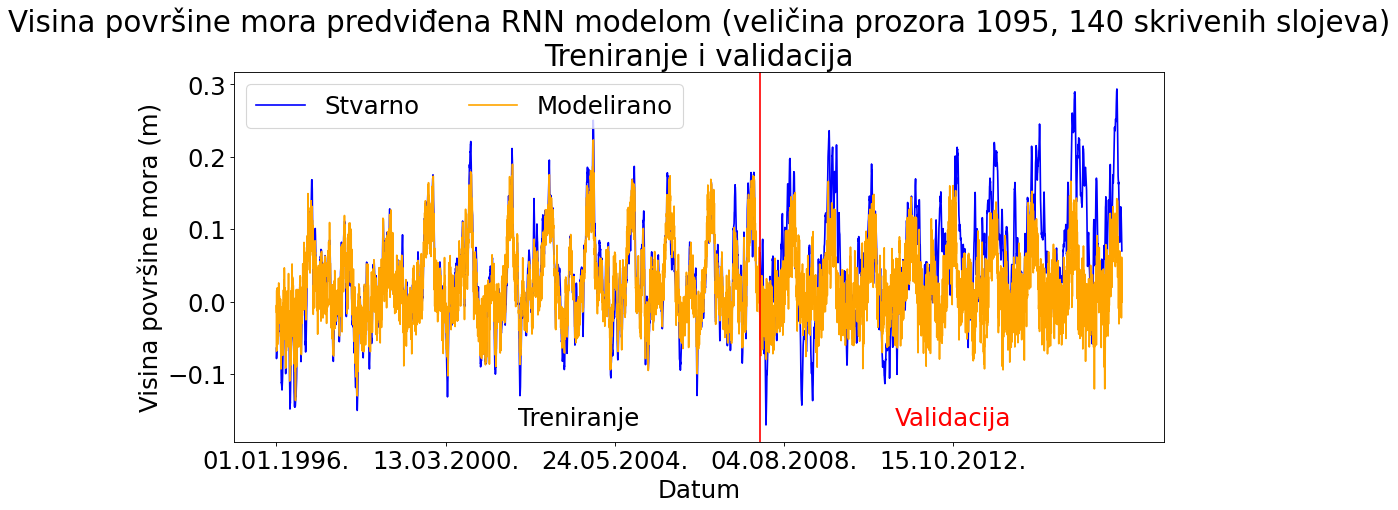 Visina površine mora predviđena RNN modelom (veličina prozora 1095, 140 skrivenih slojeva)
Treniranje i validacija
Stvarno
Modelirano
Visina površine mora (m)
0.3
0.2
0.1
0.0
−0.1
Treniranje
Validacija
01.01.1996.
13.03.2000.
24.05.2004.
04.08.2008.
15.10.2012.
Datum